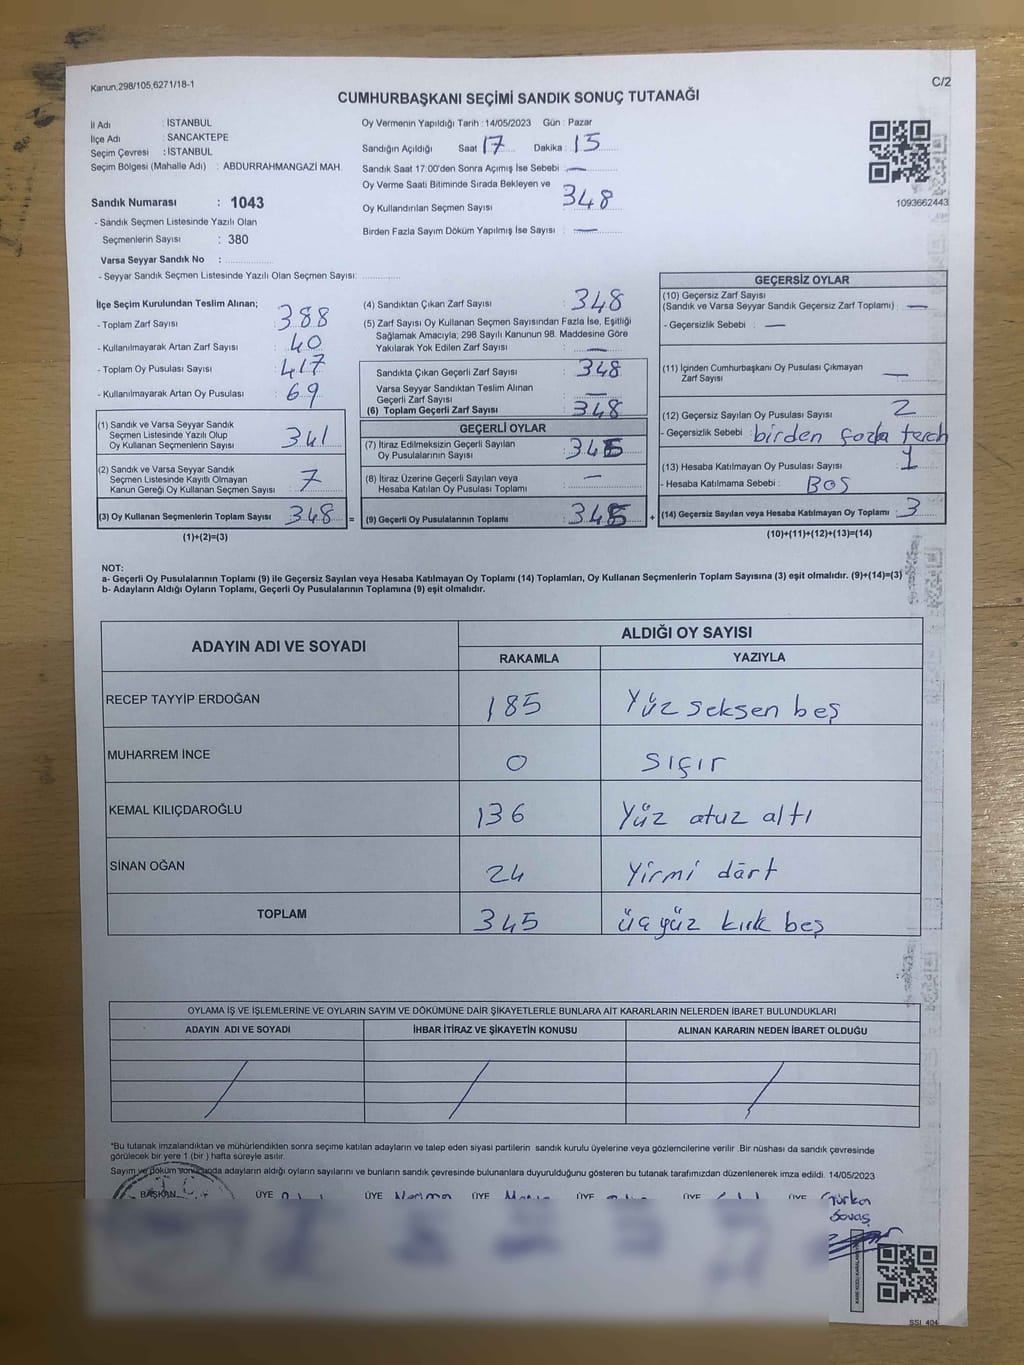 Kanun,298/105,6271/18-1
C/2
CUMHURBAŞKANI SEÇİMİ SANDIK SONUÇ TUTANAĞI
İl Adı : İSTANBUL
İlçe Adı : SANCAKTEPE
Seçim Çevresi : İSTANBUL
Seçim Bölgesi (Mahalle Adı) : ABDURRAHMANGAZİ MAH.
Sandık Numarası : 1043
- Sandık Seçmen Listesinde Yazılı Olan
Seçmenlerin Sayısı : 380
Varsa Seyyar Sandık No :
- Seyyar Sandık Seçmen Listesinde Yazılı Olan Seçmen Sayısı:
Oy Vermenin Yapıldığı Tarih : 14/05/2023 Gün : Pazar
Sandığın Açıldığı Saat 17 Dakika 15
Sandık Saat 17:00'den Sonra Açımış İse Sebebi : —
Oy Verme Saati Bitiminde Sırada Bekleyen ve
Oy Kullandırılan Seçmen Sayısı : 348
Birden Fazla Sayım Döküm Yapılmış İse Sayısı : —
1093662443
İlçe Seçim Kurulundan Teslim Alınan;
- Toplam Zarf Sayısı : 388
- Kullanılmayarak Artan Zarf Sayısı : 40
- Toplam Oy Pusulası Sayısı : 417
- Kullanılmayarak Artan Oy Pusulası : 69
(1) Sandık ve Varsa Seyyar Sandık
Seçmen Listesinde Yazılı Olup
Oy Kullanan Seçmenlerin Sayısı : 341
(2) Sandık ve Varsa Seyyar Sandık
Seçmen Listesinde Kayıtlı Olmayan
Kanun Gereği Oy Kullanan Seçmen Sayısı : 7
(3) Oy Kullanan Seçmenlerin Toplam Sayısı : 348 =
(1)+(2)=(3)
(4) Sandıktan Çıkan Zarf Sayısı : 348
(5) Zarf Sayısı Oy Kullanan Seçmen Sayısından Fazla İse, Eşitliği
Sağlamak Amacıyla; 298 Sayılı Kanunun 98. Maddesine Göre
Yakılarak Yok Edilen Zarf Sayısı : —
Sandıkta Çıkan Geçerli Zarf Sayısı : 348
Varsa Seyyar Sandıktan Teslim Alınan
Geçerli Zarf Sayısı : —
(6) Toplam Geçerli Zarf Sayısı : 348
GEÇERLİ OYLAR
(7) İtiraz Edilmeksizin Geçerli Sayılan
Oy Pusulalarının Sayısı : 345
(8) İtiraz Üzerine Geçerli Sayılan veya
Hesaba Katılan Oy Pusulası Toplamı : —
(9) Geçerli Oy Pusulalarının Toplamı : 345 +
GEÇERSİZ OYLAR
(10) Geçersiz Zarf Sayısı
(Sandık ve Varsa Seyyar Sandık Geçersiz Zarf Toplamı) : —
- Geçersizlik Sebebi : —
(11) İçinden Cumhurbaşkanı Oy Pusulası Çıkmayan
Zarf Sayısı : —
(12) Geçersiz Sayılan Oy Pusulası Sayısı : 2
- Geçersizlik Sebebi : birden fazla terch
(13) Hesaba Katılmayan Oy Pusulası Sayısı : 1
- Hesaba Katılmama Sebebi : BOŞ
(14) Geçersiz Sayılan veya Hesaba Katılmayan Oy Toplamı : 3
(10)+(11)+(12)+(13)=(14)
NOT:
a- Geçerli Oy Pusulalarının Toplamı (9) ile Geçersiz Sayılan veya Hesaba Katılmayan Oy Toplamı (14) Toplamları, Oy Kullanan Seçmenlerin Toplam Sayısına (3) eşit olmalıdır. (9)+(14)=(3)
b- Adayların Aldığı Oyların Toplamı, Geçerli Oy Pusulalarının Toplamına (9) eşit olmalıdır.
ADAYIN ADI VE SOYADI ALDIĞI OY SAYISI
RAKAMLA YAZIYLA
RECEP TAYYİP ERDOĞAN 185 Yüz seksen beş
MUHARREM İNCE 0 sıfır
KEMAL KILIÇDAROĞLU 136 Yüz otuz altı
SİNAN OĞAN 24 Yirmi dört
TOPLAM 345 üçyüz kırk beş
OYLAMA İŞ VE İŞLEMLERİNE VE OYLARIN SAYIM VE DÖKÜMÜNE DAİR ŞİKAYETLERLE BUNLARA AİT KARARLARIN NELERDEN İBARET BULUNDUKLARI
ADAYIN ADI VE SOYADI İHBAR İTİRAZ VE ŞİKAYETİN KONUSU ALINAN KARARIN NEDEN İBARET OLDUĞU
*Bu tutanak imzalandıktan ve mühürlendikten sonra seçime katılan adayların ve talep eden siyasi partilerin sandık kurulu üyelerine veya gözlemcilerine verilir .Bir nüshası da sandık çevresinde
görülecek bir yere 1 (bir ) hafta süreyle asılır.
Sayım ve döküm sonucunda adayların aldığı oyların sayılarını ve bunların sandık çevresinde bulunanlara duyurulduğunu gösteren bu tutanak tarafımızdan düzenlenerek imza edildi. 14/05/2023
BAŞKAN ÜYE ÜYE ÜYE ÜYE ÜYE ÜYE Gürkan
Savaş
SSI_404